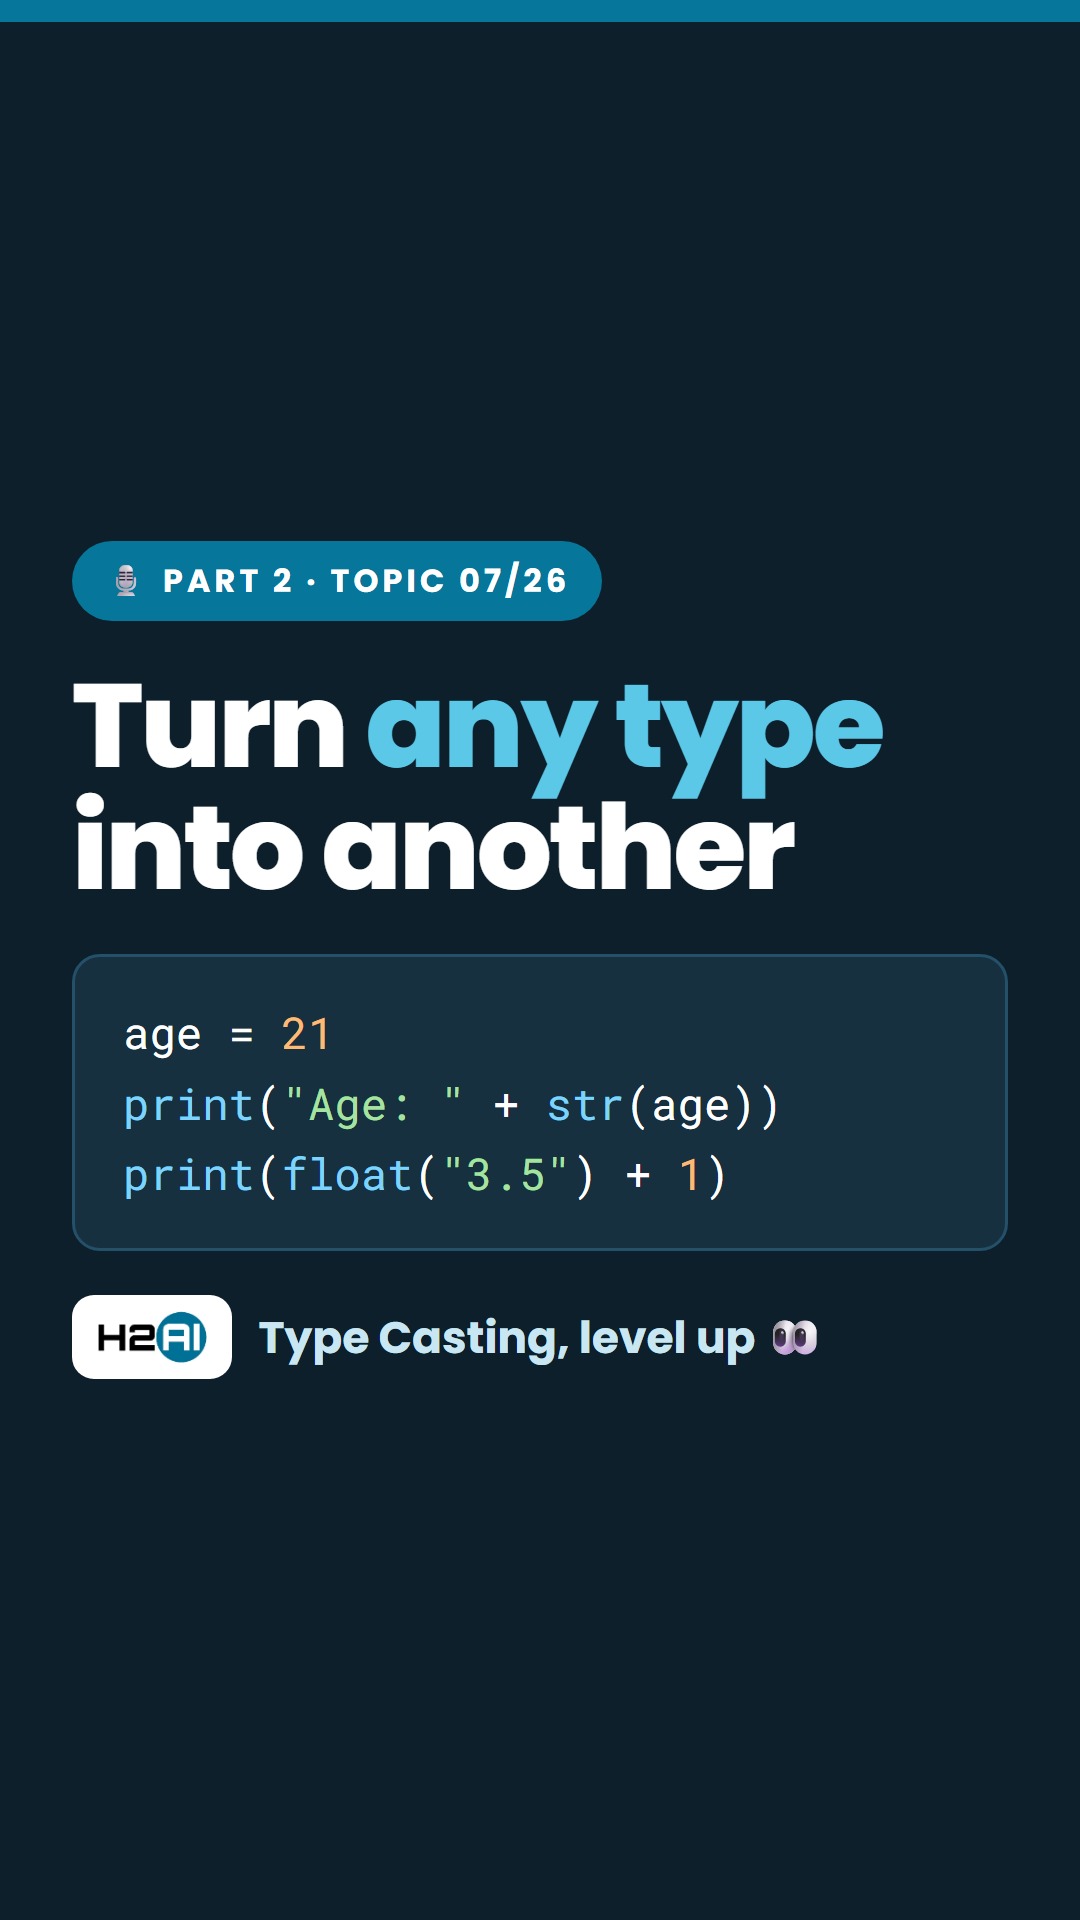 🎙️ PART 2 · TOPIC 07/26
Turn any type
into another
age = 21
print("Age: " + str(age))
print(float("3.5") + 1)
H2AI
Type Casting, level up 👀